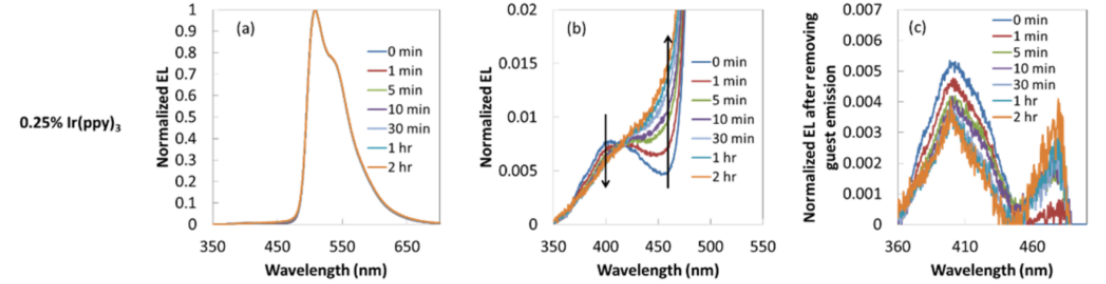 0.25% Ir(ppy)3
(a)
Normalized EL
1
0.9
0.8
0.7
0.6
0.5
0.4
0.3
0.2
0.1
0
350 450 550 650
Wavelength (nm)
0 min
1 min
5 min
10 min
30 min
1 hr
2 hr
(b)
Normalized EL
0.02
0.015
0.01
0.005
0
350 400 450 500 550
Wavelength (nm)
0 min
1 min
5 min
10 min
30 min
1 hr
2 hr
(c)
Normalized EL after removing
guest emission
0.007
0.006
0.005
0.004
0.003
0.002
0.001
0
360 410 460
Wavelength (nm)
0 min
1 min
5 min
10 min
30 min
1 hr
2 hr